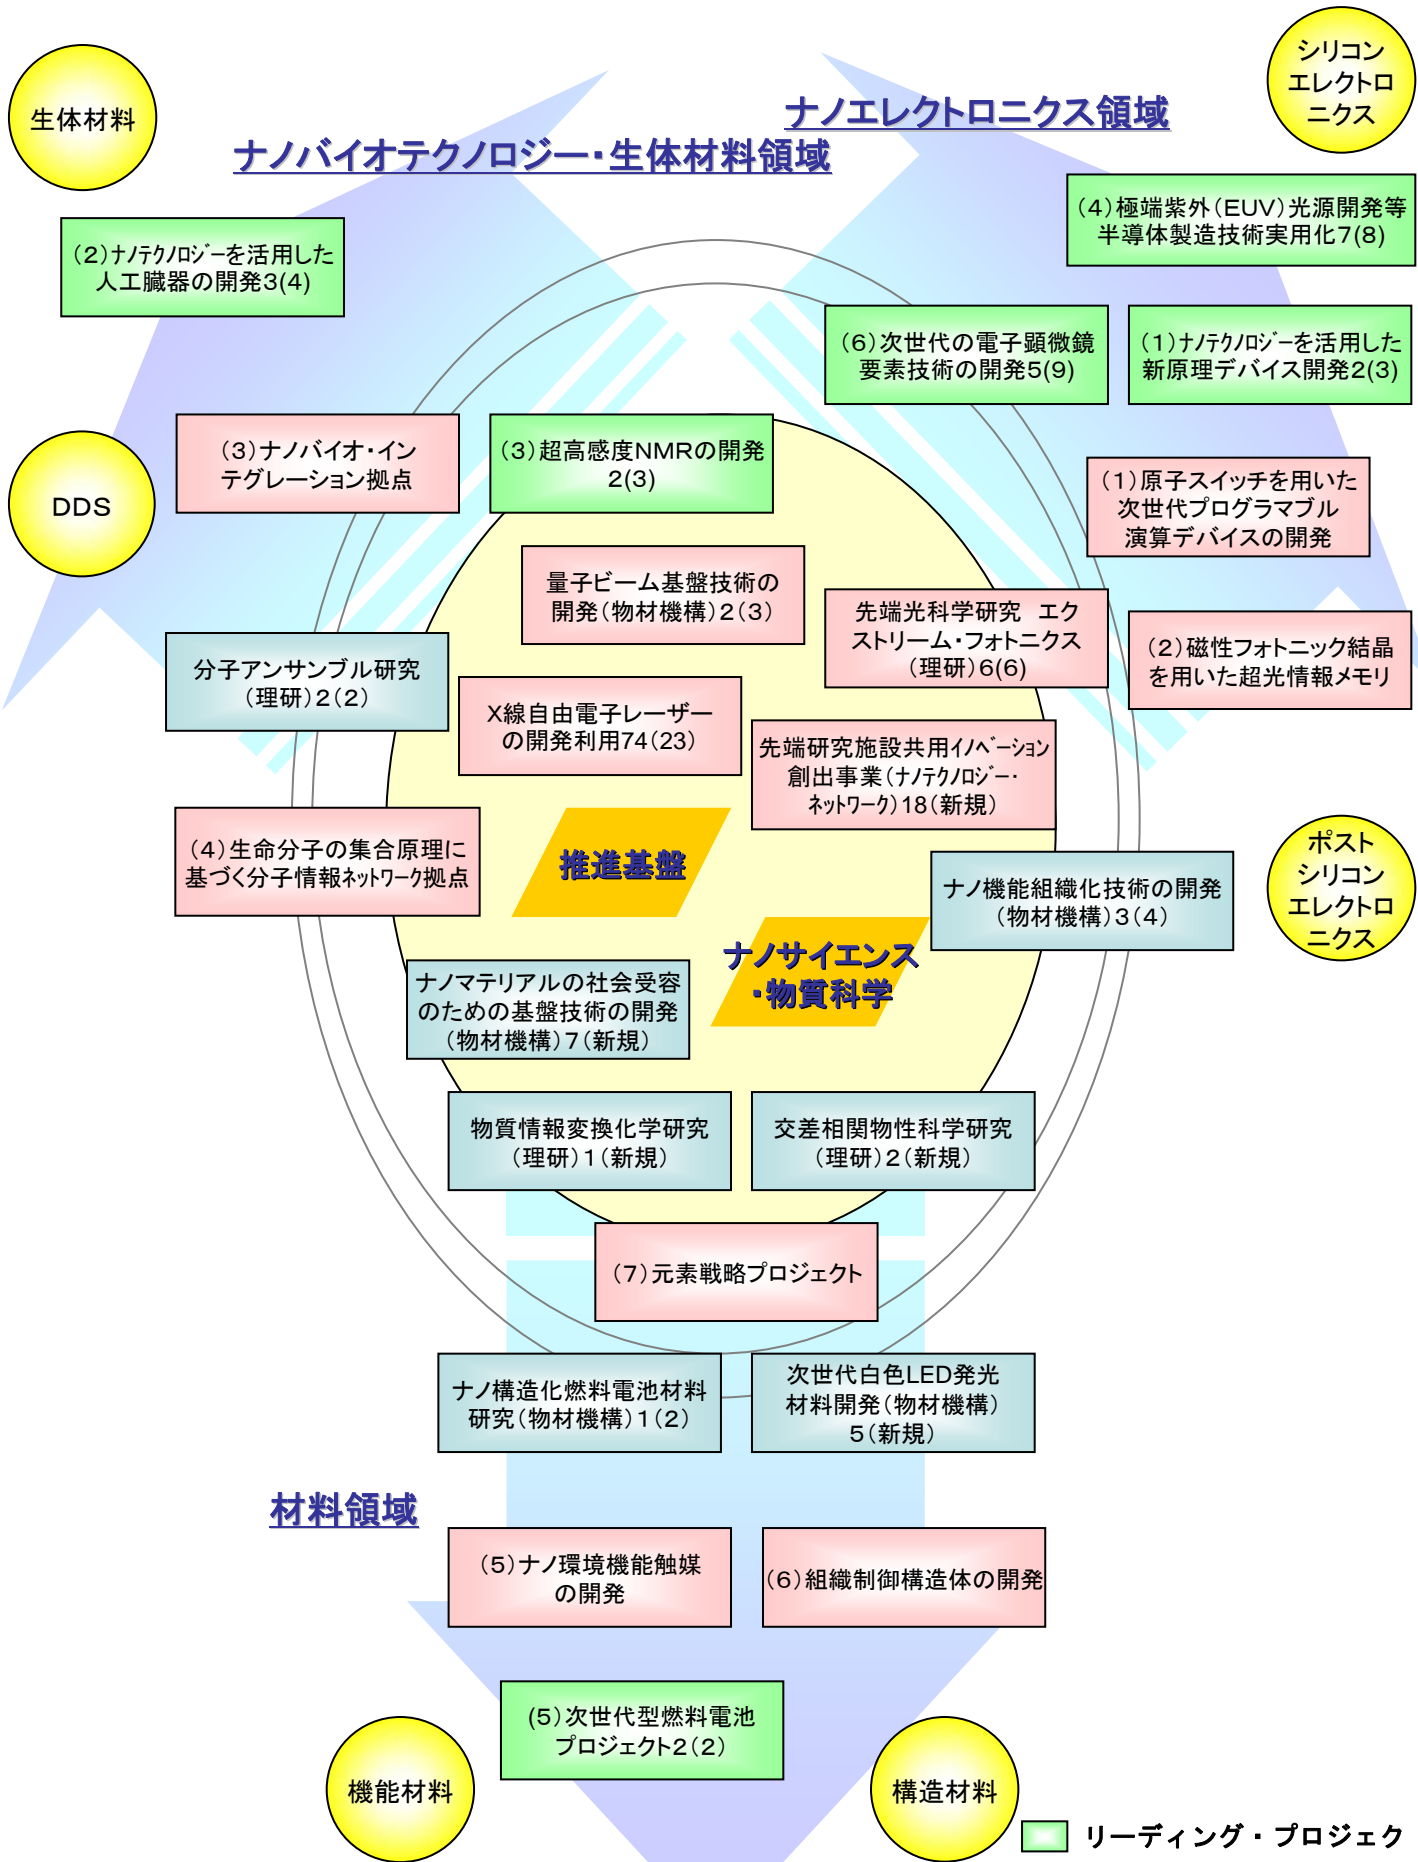 シリコン
エレクトロ
ニクス
生体材料
ナノエレクトロニクス領域
ナノバイオテクノロジー・生体材料領域
(4)極端紫外(EUV)光源開発等
半導体製造技術実用化7(8)
(2)ﾅﾉﾃｸﾉﾛｼﾞｰを活用した
人工臓器の開発3(4)
(6)次世代の電子顕微鏡
要素技術の開発5(9)
(1)ﾅﾉﾃｸﾉﾛｼﾞｰを活用した
新原理デバイス開発2(3)
(3)ナノバイオ・イン
テグレーション拠点
(3)超高感度NMRの開発
2(3)
DDS
(1)原子スイッチを用いた
次世代プログラマブル
演算デバイスの開発
量子ビーム基盤技術の
開発(物材機構)2(3)
先端光科学研究　エク
ストリーム・フォトニクス
(理研)6(6)
(2)磁性フォトニック結晶
を用いた超光情報メモリ
分子アンサンブル研究
(理研)2(2)
X線自由電子レーザー
の開発利用74(23)
先端研究施設共用ｲﾉﾍﾞｰｼｮﾝ
創出事業(ﾅﾉﾃｸﾉﾛｼﾞｰ･
ﾈｯﾄﾜｰｸ)18(新規)
(4)生命分子の集合原理に
基づく分子情報ﾈｯﾄﾜｰｸ拠点
推進基盤
ポスト
シリコン
エレクトロ
ニクス
ナノ機能組織化技術の開発
(物材機構)3(4)
ナノサイエンス
・物質科学
ナノマテリアルの社会受容
のための基盤技術の開発
(物材機構)7(新規)
物質情報変換化学研究
(理研)1(新規)
交差相関物性科学研究
(理研)2(新規)
(7)元素戦略プロジェクト
ナノ構造化燃料電池材料
研究(物材機構)1(2)
次世代白色LED発光
材料開発(物材機構)
5(新規)
材料領域
(5)ナノ環境機能触媒
の開発
(6)組織制御構造体の開発
(5)次世代型燃料電池
プロジェクト2(2)
機能材料
構造材料
リーディング・プロジェク